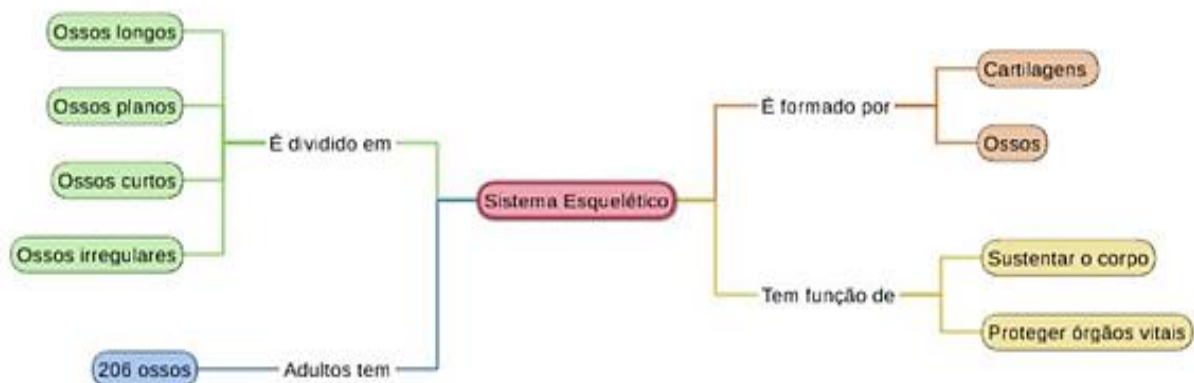 Ossos longos
Ossos planos
Ossos curtos
Ossos irregulares
É dividido em
206 ossos
Adultos tem
Sistema Esquelético
É formado por
Cartilagens
Ossos
Tem função de
Sustentar o corpo
Proteger órgãos vitais